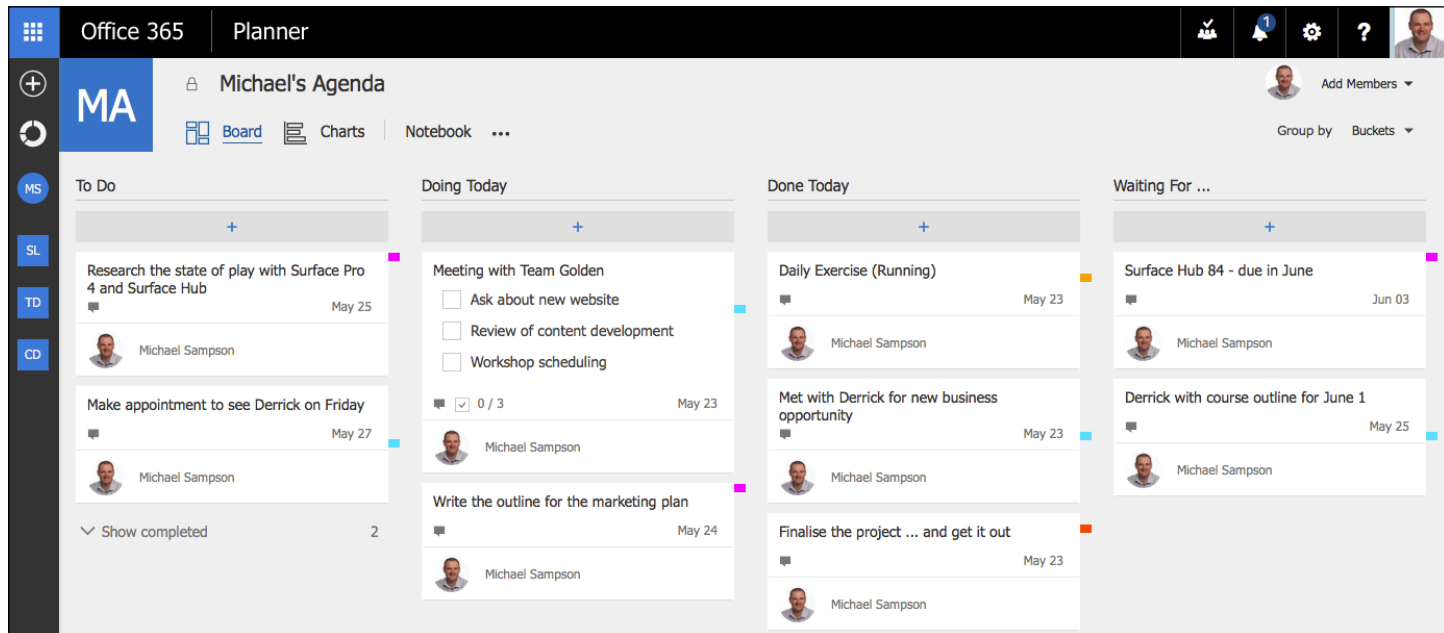 Office 365
Planner
1
?
MA
Michael's Agenda
Add Members
Board
Charts
Notebook
...
Group by
Buckets
MS
SL
TD
CD
To Do
+
Research the state of play with Surface Pro
4 and Surface Hub
May 25
Michael Sampson
Make appointment to see Derrick on Friday
May 27
Michael Sampson
Show completed
2
Doing Today
+
Meeting with Team Golden
Ask about new website
Review of content development
Workshop scheduling
0 / 3
May 23
Michael Sampson
Write the outline for the marketing plan
May 24
Michael Sampson
Done Today
+
Daily Exercise (Running)
May 23
Michael Sampson
Met with Derrick for new business
opportunity
May 23
Michael Sampson
Finalise the project ... and get it out
May 23
Michael Sampson
Waiting For ...
+
Surface Hub 84 - due in June
Jun 03
Michael Sampson
Derrick with course outline for June 1
May 25
Michael Sampson